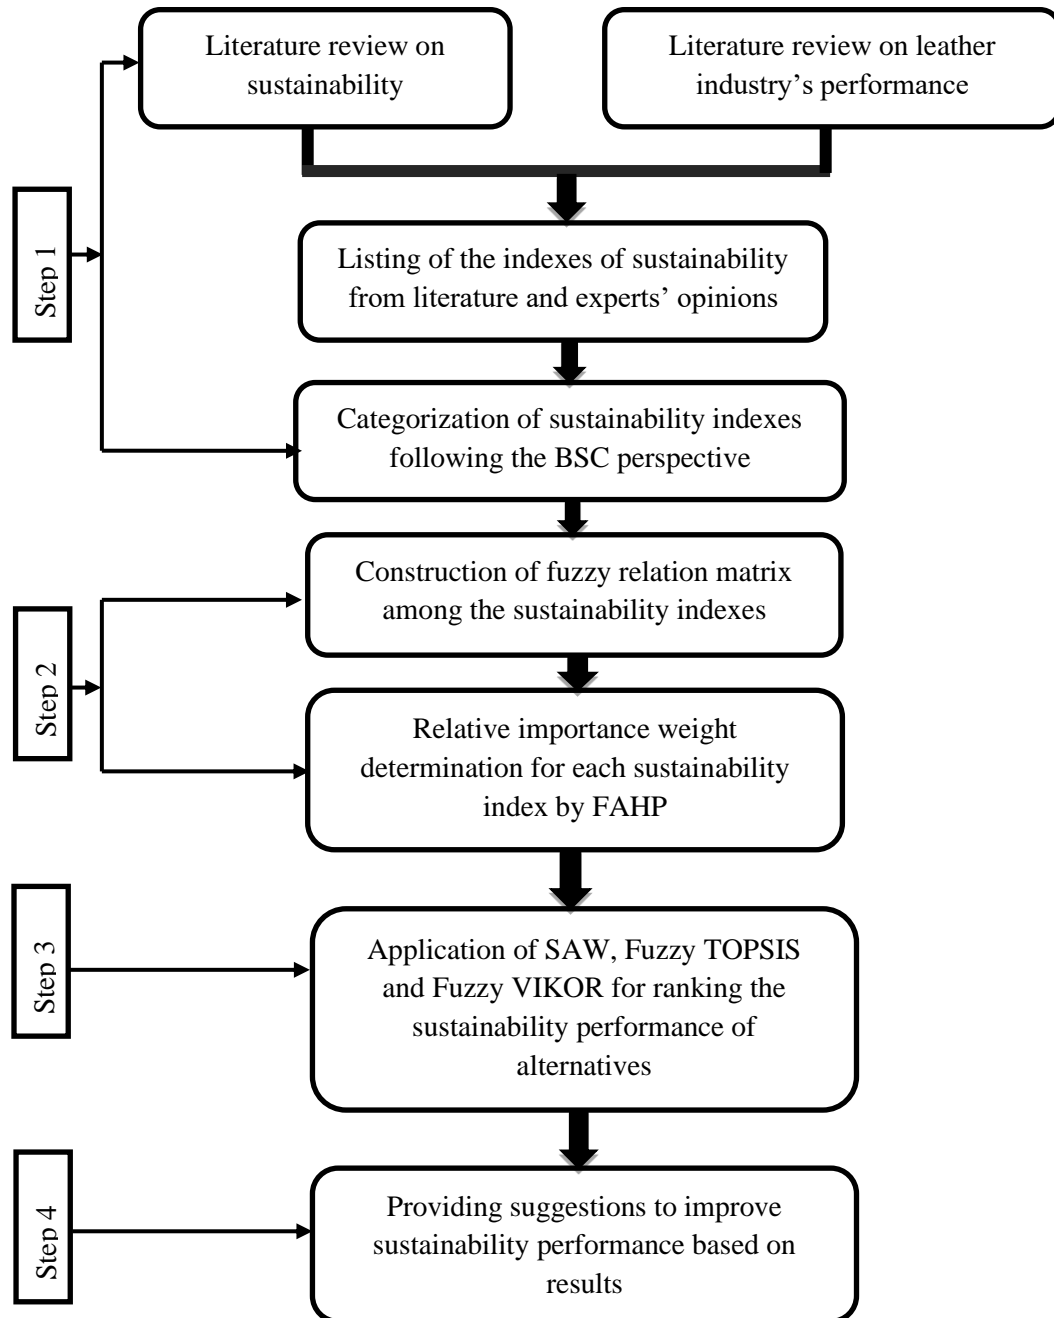 Literature review on
sustainability
Literature review on leather
industry's performance
Step 1
Listing of the indexes of sustainability
from literature and experts' opinions
Categorization of sustainability indexes
following the BSC perspective
Step 2
Construction of fuzzy relation matrix
among the sustainability indexes
Relative importance weight
determination for each sustainability
index by FAHP
Step 3
Application of SAW, Fuzzy TOPSIS
and Fuzzy VIKOR for ranking the
sustainability performance of
alternatives
Step 4
Providing suggestions to improve
sustainability performance based on
results